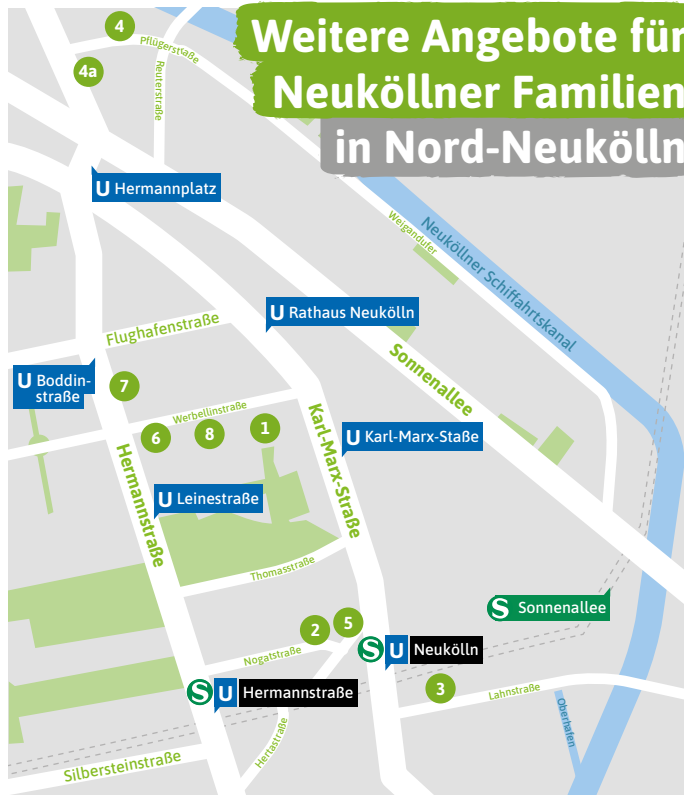 Weitere Angebote für
Neuköllner Familien
in Nord-Neukölln
4
Pflügerstraße
4a
Reuterstraße
U Hermannplatz
Weigandufer
Neuköllner Schiffahrtskanal
U Rathaus Neukölln
Flughafenstraße
Sonnenallee
U Boddin-
straße
7
Werbellinstraße
6
8
1
Karl-Marx-Straße
U Karl-Marx-Staße
Hermannstraße
U Leinestraße
Thomasstraße
S Sonnenallee
2
5
Nogatstraße
S U Neukölln
S U Hermannstraße
3
Lahnstraße
Hertastraße
Oberhafen
Silbersteinstraße